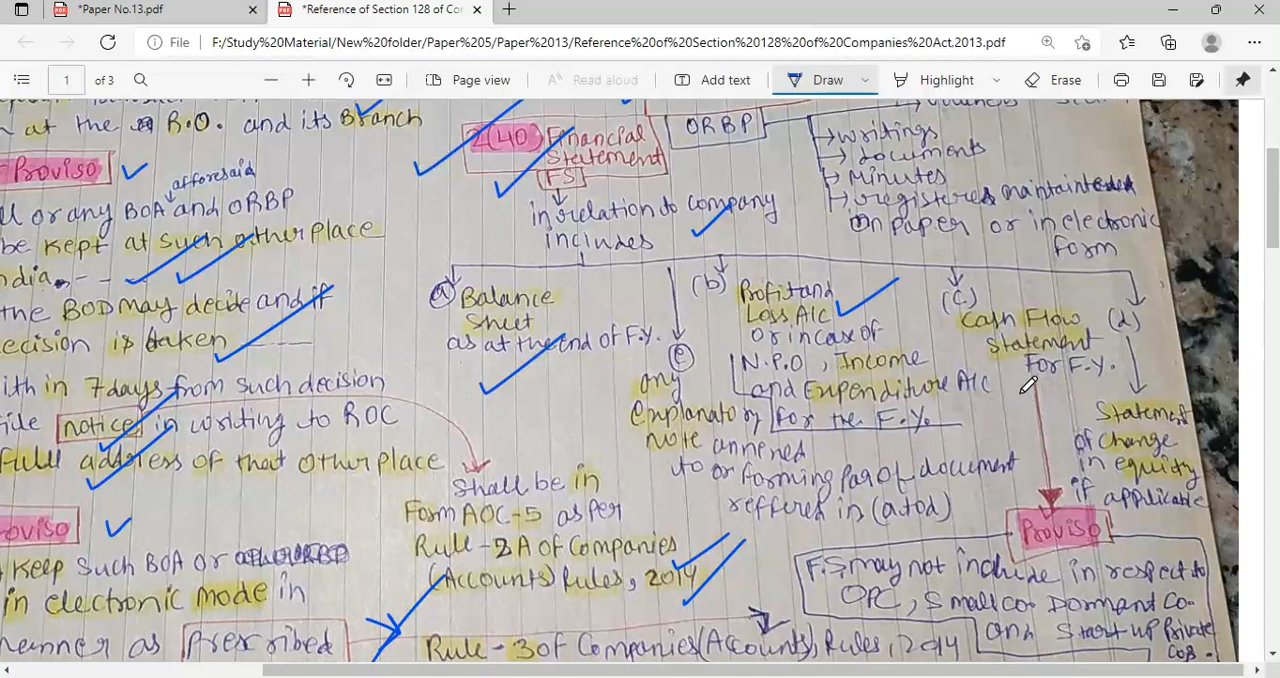 *Paper No.13.pdf
*Reference of Section 128 of Co
File
F:/Study%20Material/New%20folder/Paper%205/Paper%2013/Reference%20of%20Section%20128%20of%20Companies%20Act,2013.pdf
1 of 3
Page view
Read aloud
Add text
Draw
Highlight
Erase
at the R.O. and its Branch
Proviso
afforesaid
or any BOA and ORBP
be kept at such other place
ndia
the BOD may decide and if
ecision is taken
ith in 7 days from such decision
notice in writing to ROC
full address of that other place
oviso
Keep such BOA or
in electronic mode in
manner as Prescribed
2(40) Financial
Statement
FS
in relation to company
includes
ORBP
Writings
documents
Minutes
registers maintained
on paper or in electronic
form
(a) Balance
Sheet
as at the end of F.Y.
(b) Profit and
Loss A/c
or in case of
N.P.O, Income
and Expenditure A/c
for the F.Y.
(c)
Cash Flow
Statement
For F.Y.
(d)
Statement
of change
in equity
if applicable
(e)
any
explanatory
note annexed
to or forming par of document
reffered in (a to d)
Shall be in
Form AOC-5 as per
Rule - 2A of Companies
(Accounts) Rules, 2014
Rule - 3 of Companies (Accounts) Rules, 2014
Proviso
F.S. may not include in respect to
OPC, Small co. Dormant Co.
and Start up Private
Cos.